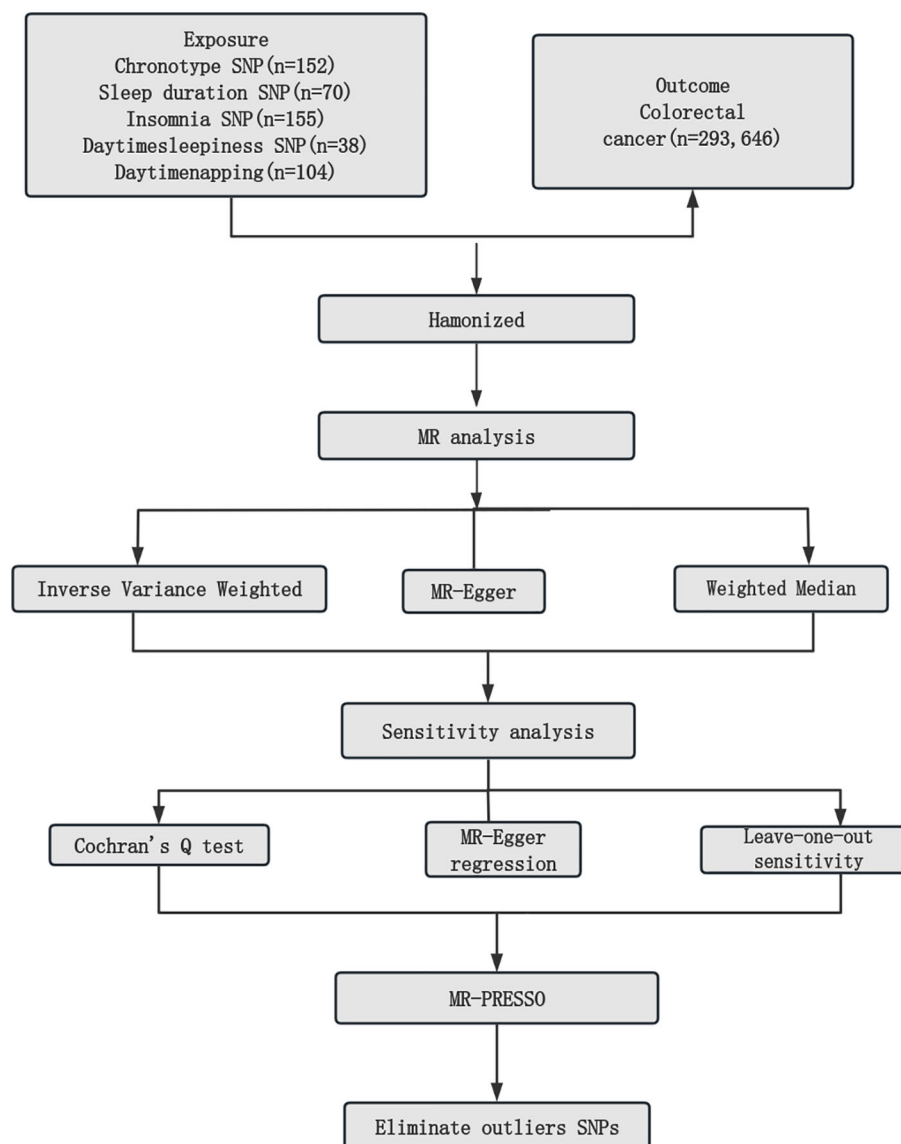 Exposure
Chronotype SNP(n=152)
Sleep duration SNP(n=70)
Insomnia SNP(n=155)
Daytimesleepiness SNP(n=38)
Daytimenapping(n=104)
Outcome
Colorectal
cancer(n=293,646)
Hamonized
MR analysis
Inverse Variance Weighted
MR-Egger
Weighted Median
Sensitivity analysis
Cochran's Q test
MR-Egger
regression
Leave-one-out
sensitivity
MR-PRESSO
Eliminate outliers SNPs